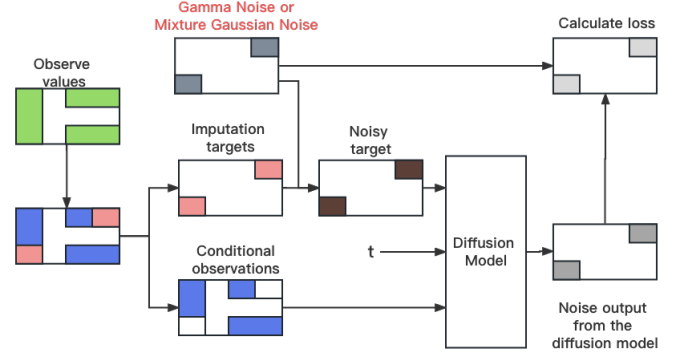 Gamma Noise or
Mixture Gaussian Noise
Calculate loss
Observe
values
Imputation
targets
Noisy
target
Conditional
observations
t
Diffusion
Model
Noise output
from the
diffusion model